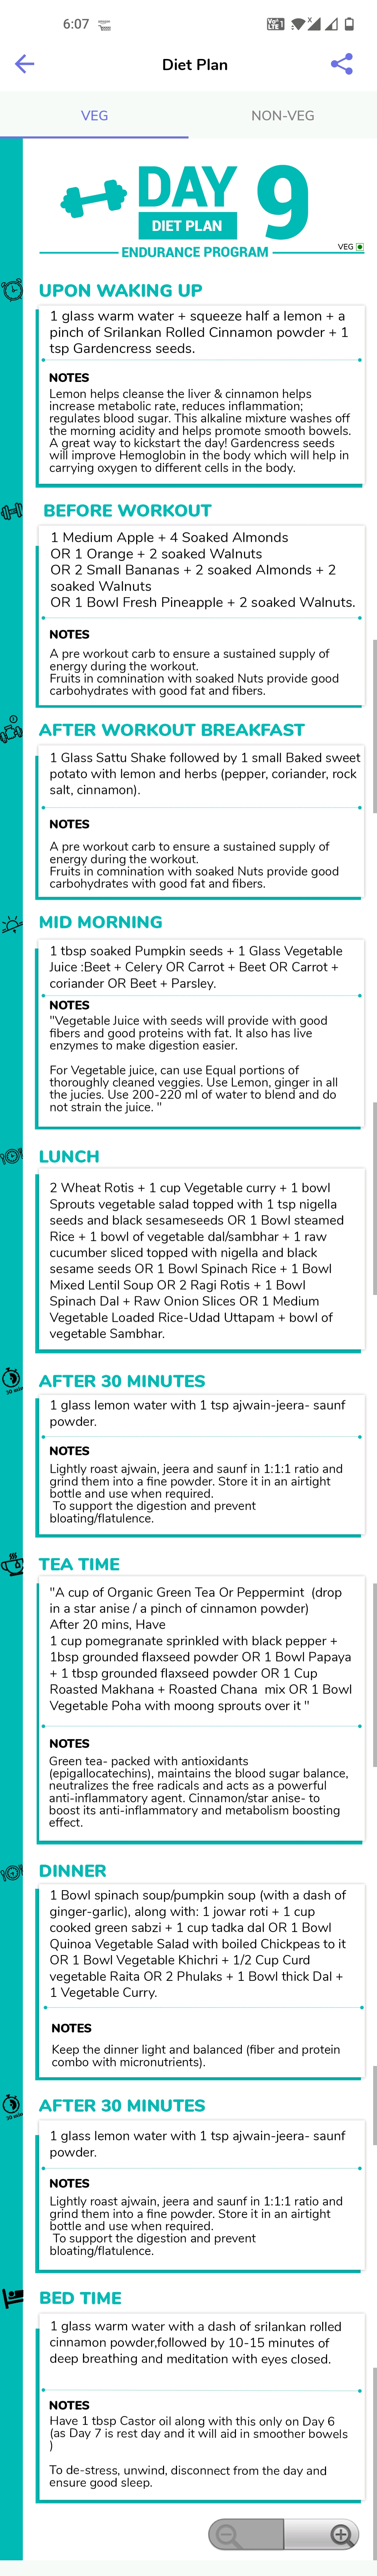 6:07
Diet Plan
VEG
NON-VEG
DAY 9
DIET PLAN
VEG
ENDURANCE PROGRAM
UPON WAKING UP
1 glass warm water + squeeze half a lemon + a
pinch of Srilankan Rolled Cinnamon powder + 1
tsp Gardencress seeds.
NOTES
Lemon helps cleanse the liver & cinnamon helps
increase metabolic rate, reduces inflammation;
regulates blood sugar. This alkaline mixture washes off
the morning acidity and helps promote smooth bowels.
A great way to kickstart the day! Gardencress seeds
will improve Hemoglobin in the body which will help in
carrying oxygen to different cells in the body.
BEFORE WORKOUT
1 Medium Apple + 4 Soaked Almonds
OR 1 Orange + 2 soaked Walnuts
OR 2 Small Bananas + 2 soaked Almonds + 2
soaked Walnuts
OR 1 Bowl Fresh Pineapple + 2 soaked Walnuts.
NOTES
A pre workout carb to ensure a sustained supply of
energy during the workout.
Fruits in comnination with soaked Nuts provide good
carbohydrates with good fat and fibers.
AFTER WORKOUT BREAKFAST
1 Glass Sattu Shake followed by 1 small Baked sweet
potato with lemon and herbs (pepper, coriander, rock
salt, cinnamon).
NOTES
A pre workout carb to ensure a sustained supply of
energy during the workout.
Fruits in comnination with soaked Nuts provide good
carbohydrates with good fat and fibers.
MID MORNING
1 tbsp soaked Pumpkin seeds + 1 Glass Vegetable
Juice :Beet + Celery OR Carrot + Beet OR Carrot +
coriander OR Beet + Parsley.
NOTES
"Vegetable Juice with seeds will provide with good
fibers and good proteins with fat. It also has live
enzymes to make digestion easier.
For Vegetable juice, can use Equal portions of
thoroughly cleaned veggies. Use Lemon, ginger in all
the jucies. Use 200-220 ml of water to blend and do
not strain the juice. "
LUNCH
2 Wheat Rotis + 1 cup Vegetable curry + 1 bowl
Sprouts vegetable salad topped with 1 tsp nigella
seeds and black sesameseeds OR 1 Bowl steamed
Rice + 1 bowl of vegetable dal/sambhar + 1 raw
cucumber sliced topped with nigella and black
sesame seeds OR 1 Bowl Spinach Rice + 1 Bowl
Mixed Lentil Soup OR 2 Ragi Rotis + 1 Bowl
Spinach Dal + Raw Onion Slices OR 1 Medium
Vegetable Loaded Rice-Udad Uttapam + bowl of
vegetable Sambhar.
30 min
AFTER 30 MINUTES
1 glass lemon water with 1 tsp ajwain-jeera- saunf
powder.
NOTES
Lightly roast ajwain, jeera and saunf in 1:1:1 ratio and
grind them into a fine powder. Store it in an airtight
bottle and use when required.
To support the digestion and prevent
bloating/flatulence.
TEA TIME
"A cup of Organic Green Tea Or Peppermint (drop
in a star anise / a pinch of cinnamon powder)
After 20 mins, Have
1 cup pomegranate sprinkled with black pepper +
1bsp grounded flaxseed powder OR 1 Bowl Papaya
+ 1 tbsp grounded flaxseed powder OR 1 Cup
Roasted Makhana + Roasted Chana mix OR 1 Bowl
Vegetable Poha with moong sprouts over it "
NOTES
Green tea- packed with antioxidants
(epigallocatechins), maintains the blood sugar balance,
neutralizes the free radicals and acts as a powerful
anti-inflammatory agent. Cinnamon/star anise- to
boost its anti-inflammatory and metabolism boosting
effect.
DINNER
1 Bowl spinach soup/pumpkin soup (with a dash of
ginger-garlic), along with: 1 jowar roti + 1 cup
cooked green sabzi + 1 cup tadka dal OR 1 Bowl
Quinoa Vegetable Salad with boiled Chickpeas to it
OR 1 Bowl Vegetable Khichri + 1/2 Cup Curd
vegetable Raita OR 2 Phulaks + 1 Bowl thick Dal +
1 Vegetable Curry.
NOTES
Keep the dinner light and balanced (fiber and protein
combo with micronutrients).
30 min
AFTER 30 MINUTES
1 glass lemon water with 1 tsp ajwain-jeera- saunf
powder.
NOTES
Lightly roast ajwain, jeera and saunf in 1:1:1 ratio and
grind them into a fine powder. Store it in an airtight
bottle and use when required.
To support the digestion and prevent
bloating/flatulence.
BED TIME
1 glass warm water with a dash of srilankan rolled
cinnamon powder,followed by 10-15 minutes of
deep breathing and meditation with eyes closed.
NOTES
Have 1 tbsp Castor oil along with this only on Day 6
(as Day 7 is rest day and it will aid in smoother bowels
)
To de-stress, unwind, disconnect from the day and
ensure good sleep.